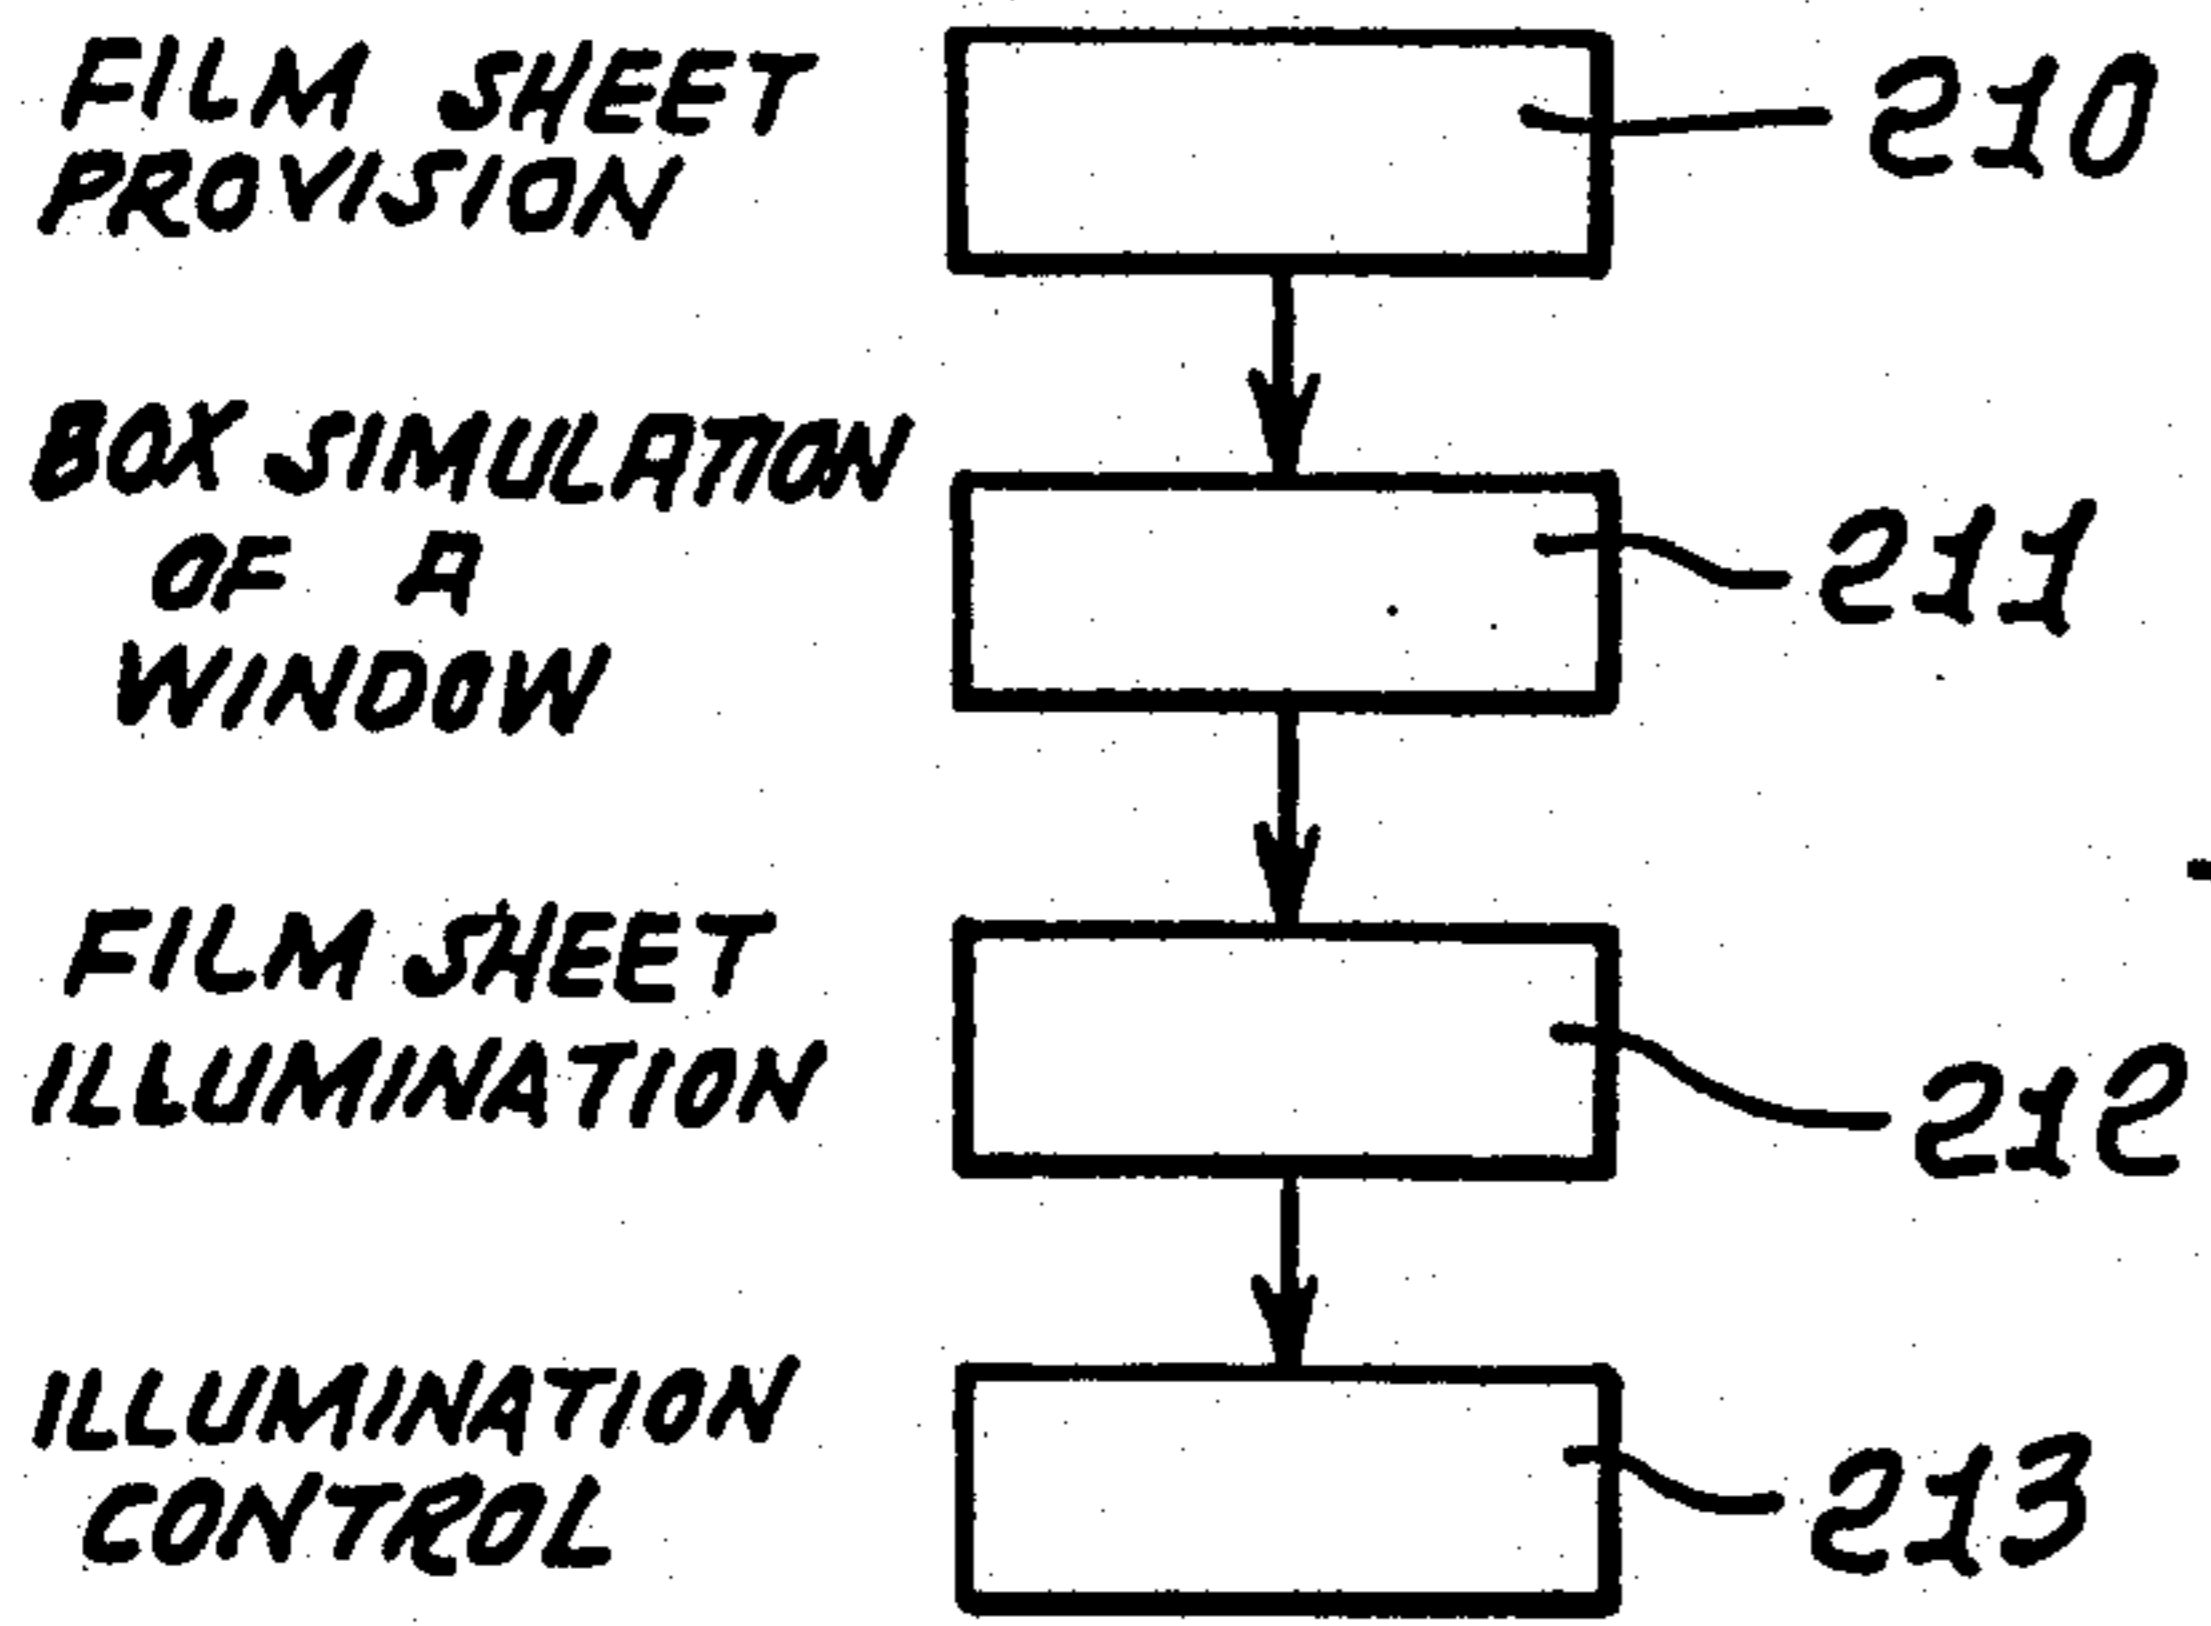 FILM SHEET
PROVISION
210
BOX SIMULATION
OF A
WINDOW
211
FILM SHEET
ILLUMINATION
212
ILLUMINATION
CONTROL
213